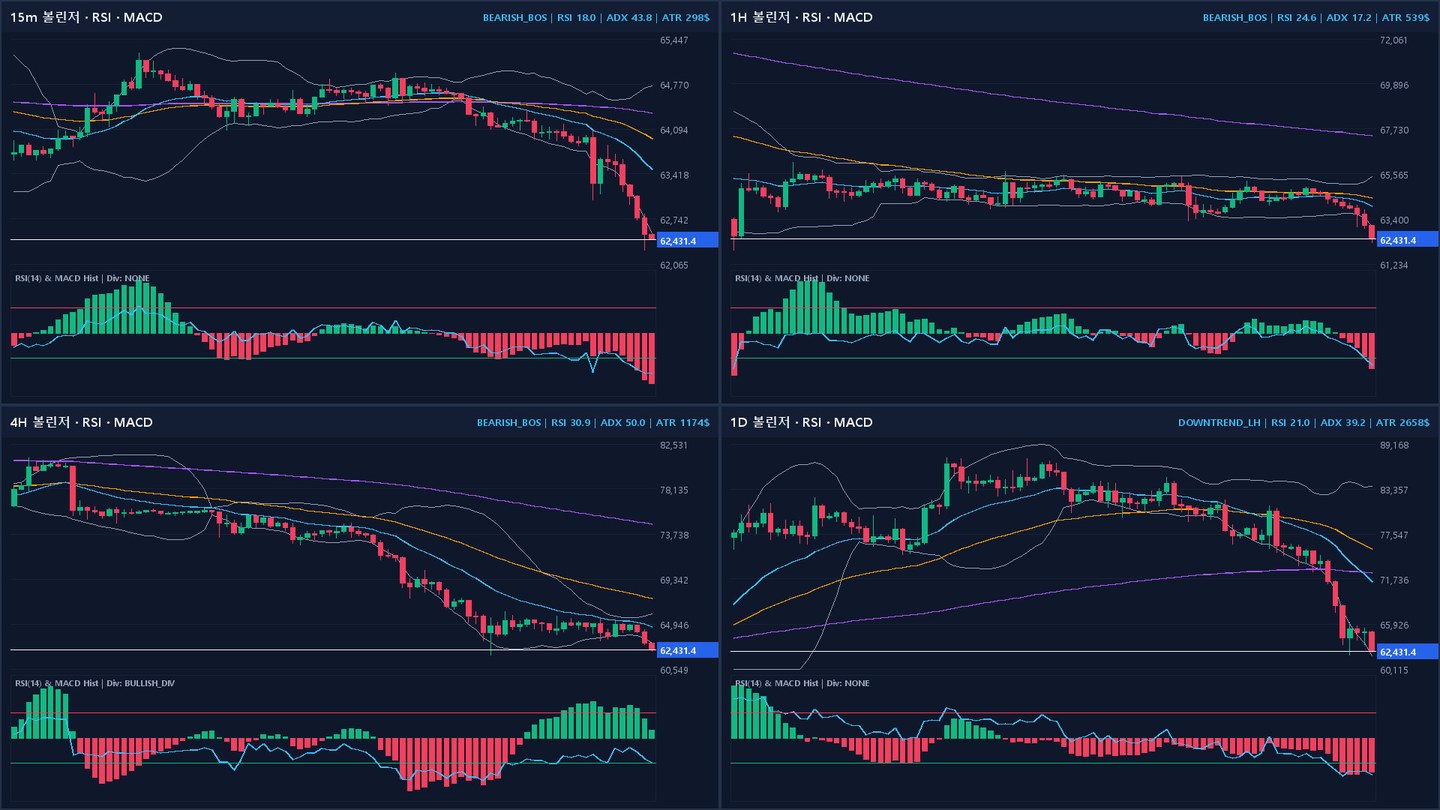 15m 볼린저 · RSI · MACD
BEARISH_BOS | RSI 18.0 | ADX 43.8 | ATR 298$
65,447
64,770
64,094
63,418
62,742
62,431.4
62,065
RSI(14) & MACD Hist | Div: NONE
1H 볼린저 · RSI · MACD
BEARISH_BOS | RSI 24.6 | ADX 17.2 | ATR 539$
72,061
69,896
67,730
65,565
63,400
62,431.4
61,234
RSI(14) & MACD Hist | Div: NONE
4H 볼린저 · RSI · MACD
BEARISH_BOS | RSI 30.9 | ADX 50.0 | ATR 1174$
82,531
78,135
73,738
69,342
64,946
62,431.4
60,549
RSI(14) & MACD Hist | Div: BULLISH_DIV
1D 볼린저 · RSI · MACD
DOWNTREND_LH | RSI 21.0 | ADX 39.2 | ATR 2658$
89,168
83,357
77,547
71,736
65,926
62,431.4
60,115
RSI(14) & MACD Hist | Div: NONE